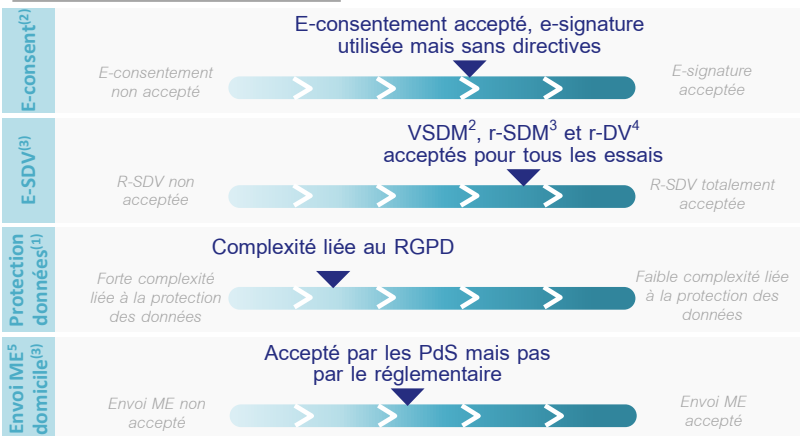 E-consent(2)
E-consentement accepté, e-signature
utilisée mais sans directives
E-consentement
non accepté
E-signature
acceptée
E-SDV(3)
VSDM2, r-SDM3 et r-DV4
acceptés pour tous les essais
R-SDV non
acceptée
R-SDV totalement
acceptée
Protection
données(1)
Complexité liée au RGPD
Forte complexité
liée à la protection
des données
Faible complexité liée
à la protection des
données
Envoi ME5
domicile(3)
Accepté par les PdS mais pas
par le réglementaire
Envoi ME non
accepté
Envoi ME
accepté